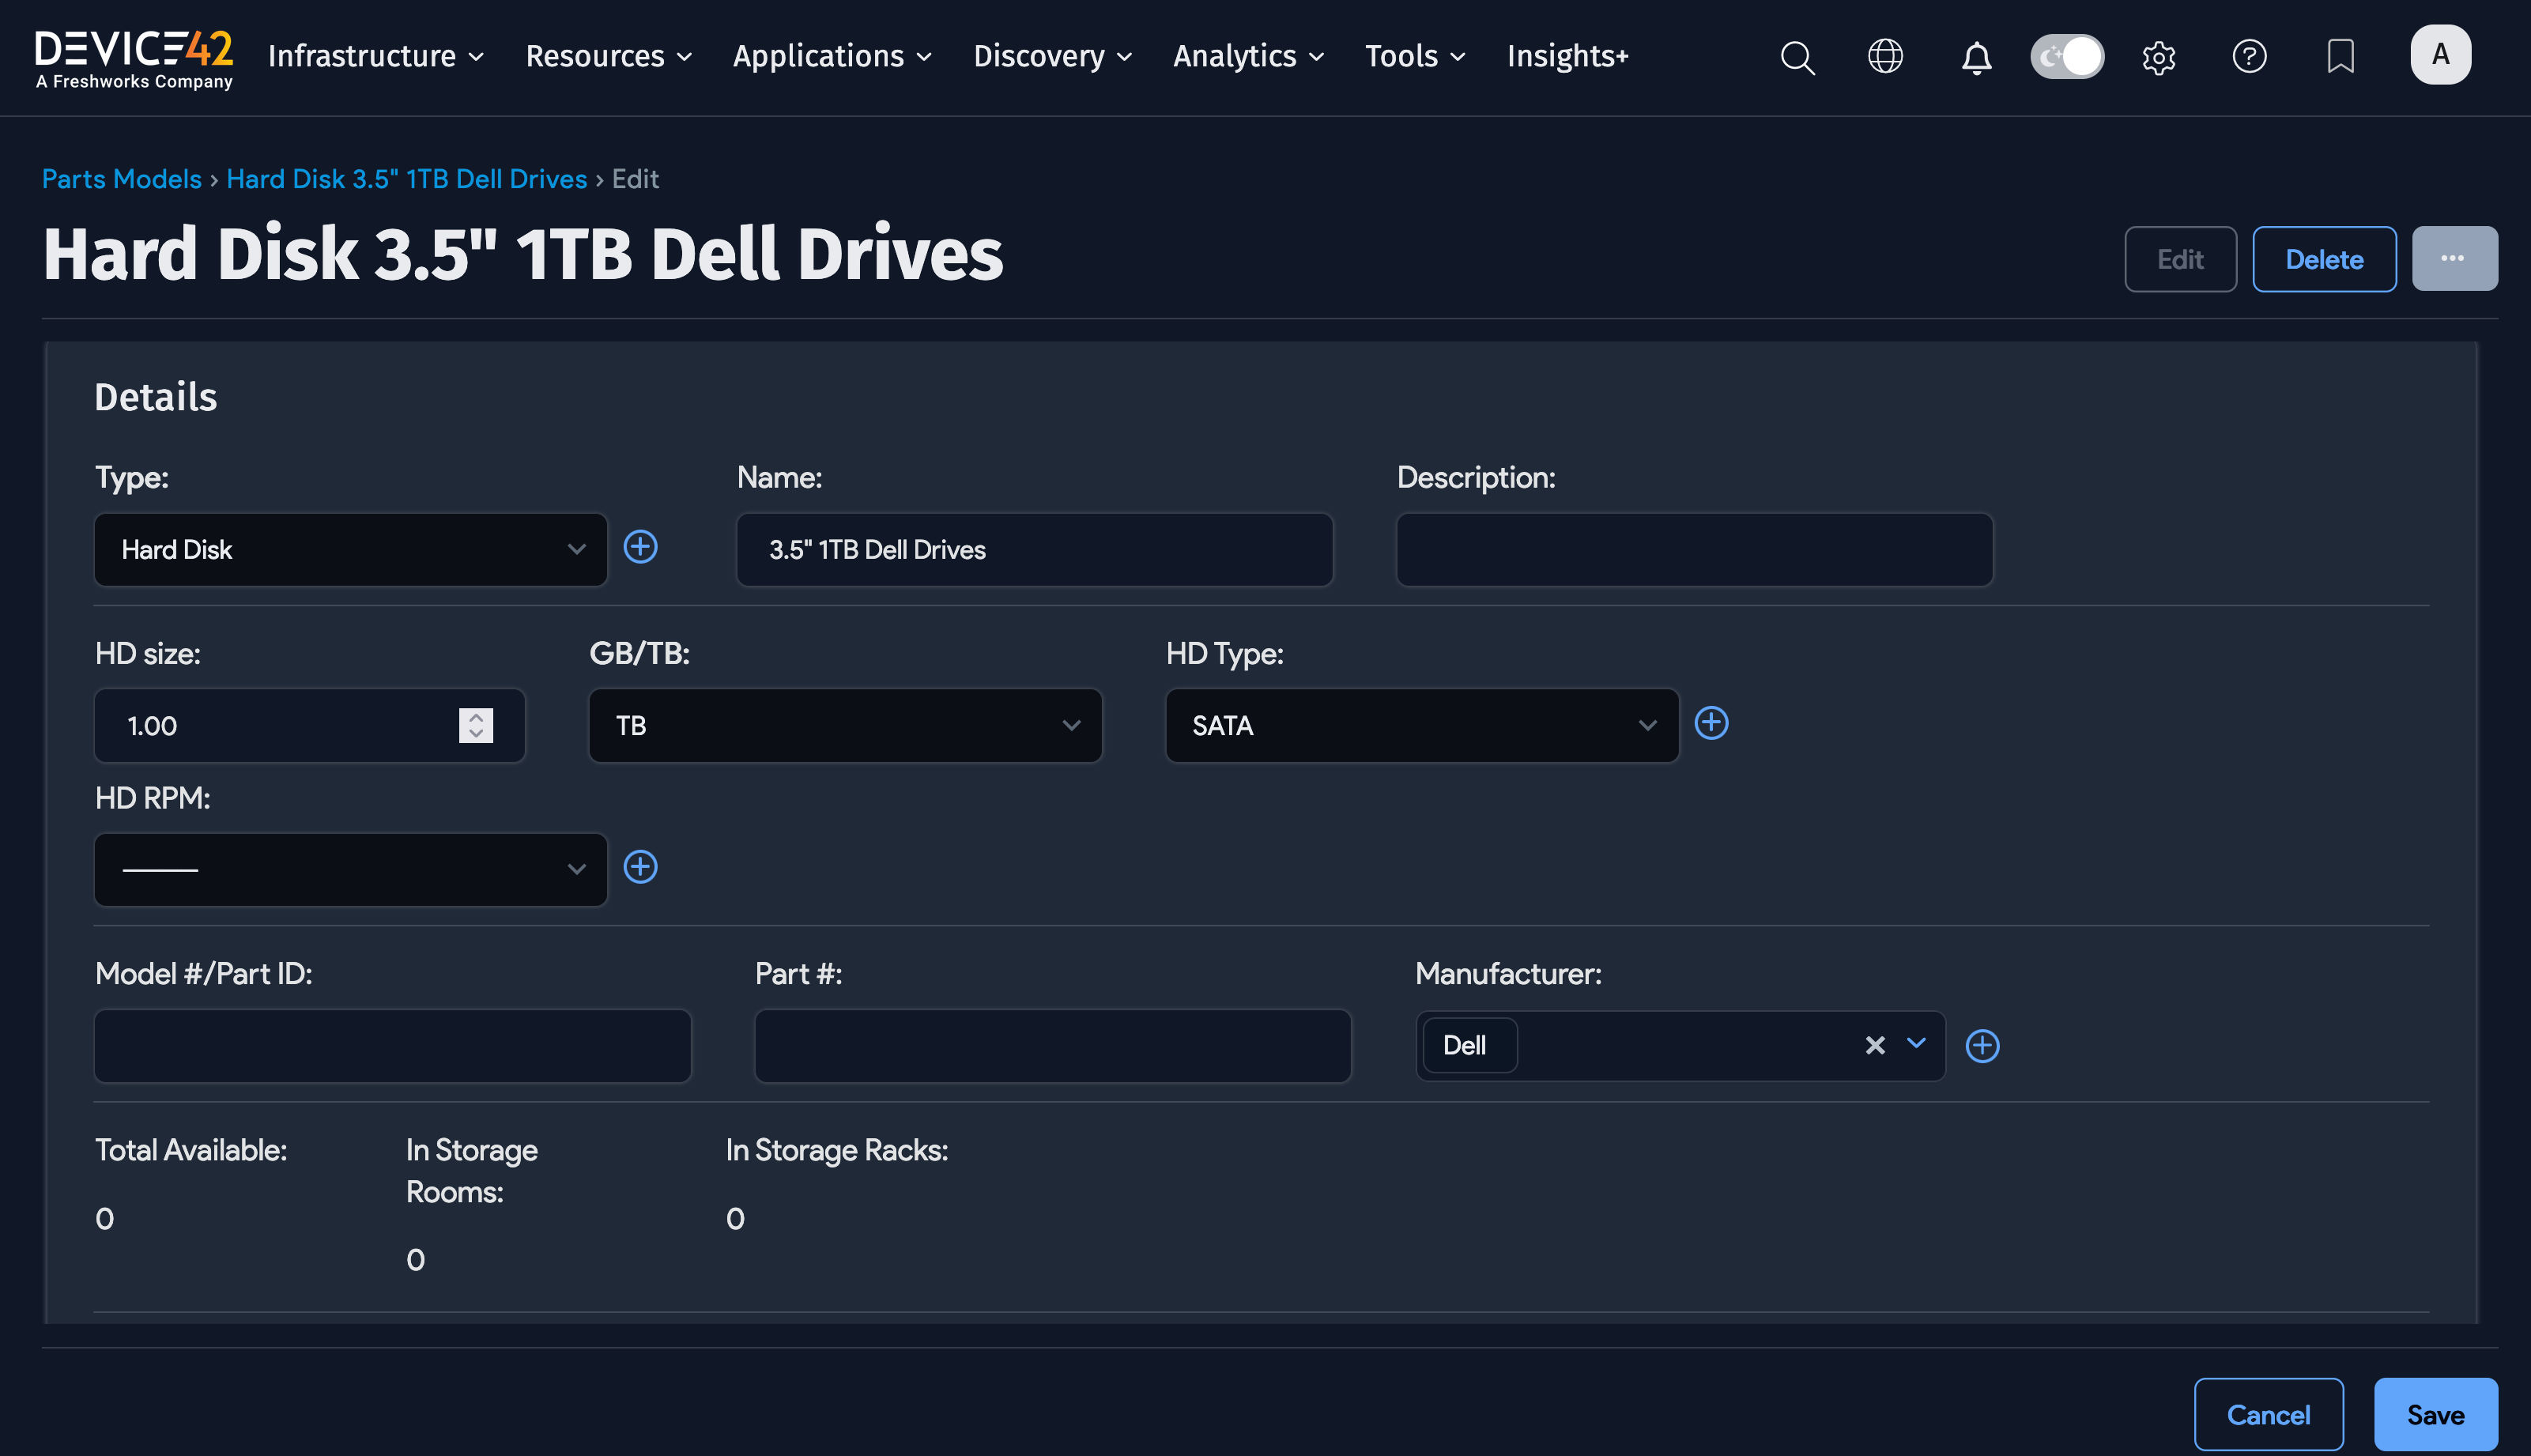 DEVICE42
A Freshworks Company
Infrastructure Resources Applications Discovery Analytics Tools Insights+
A
Parts Models › Hard Disk 3.5" 1TB Dell Drives › Edit
Hard Disk 3.5" 1TB Dell Drives
Edit Delete ...
Details
Type: Name: Description:
Hard Disk 3.5" 1TB Dell Drives
HD size: GB/TB: HD Type:
1.00 TB SATA
HD RPM:
Model #/Part ID: Part #: Manufacturer:
Dell
Total Available: In Storage Rooms: In Storage Racks:
0 0 0
Cancel Save